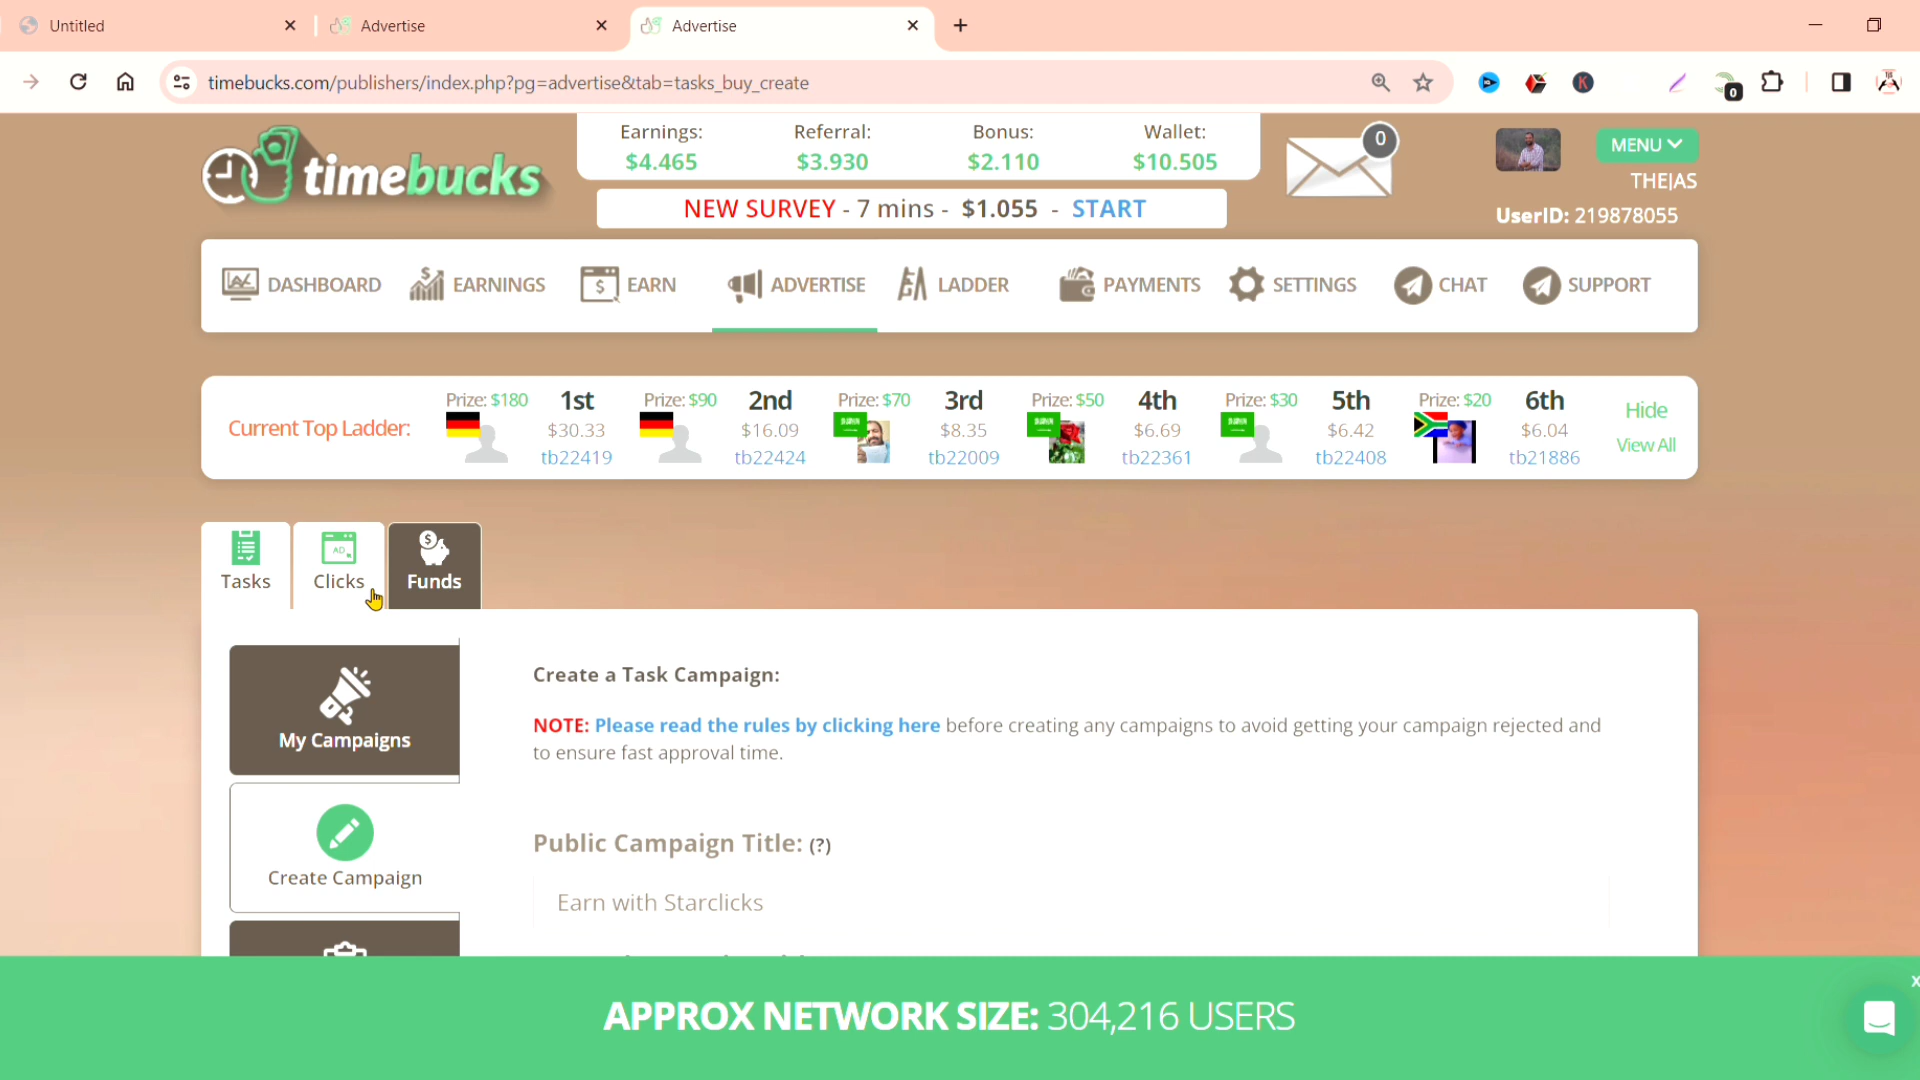 Untitled
Advertise
Advertise
timebucks.com/publishers/index.php?pg=advertise&tab=tasks_buy_create
K
0
timebucks
Earnings:
$4.465
Referral:
$3.930
Bonus:
$2.110
Wallet:
$10.505
NEW SURVEY - 7 mins - $1.055 - START
0
MENU
THEJAS
UserID: 219878055
DASHBOARD
EARNINGS
EARN
ADVERTISE
LADDER
PAYMENTS
SETTINGS
CHAT
SUPPORT
Current Top Ladder:
Prize: $180
1st
$30.33
tb22419
Prize: $90
2nd
$16.09
tb22424
Prize: $70
3rd
$8.35
tb22009
Prize: $50
4th
$6.69
tb22361
Prize: $30
5th
$6.42
tb22408
Prize: $20
6th
$6.04
tb21886
Hide
View All
Tasks
AD
Clicks
Funds
My Campaigns
Create Campaign
Create a Task Campaign:
NOTE: Please read the rules by clicking here before creating any campaigns to avoid getting your campaign rejected and
to ensure fast approval time.
Public Campaign Title: (?)
Earn with Starclicks
APPROX NETWORK SIZE: 304,216 USERS
x